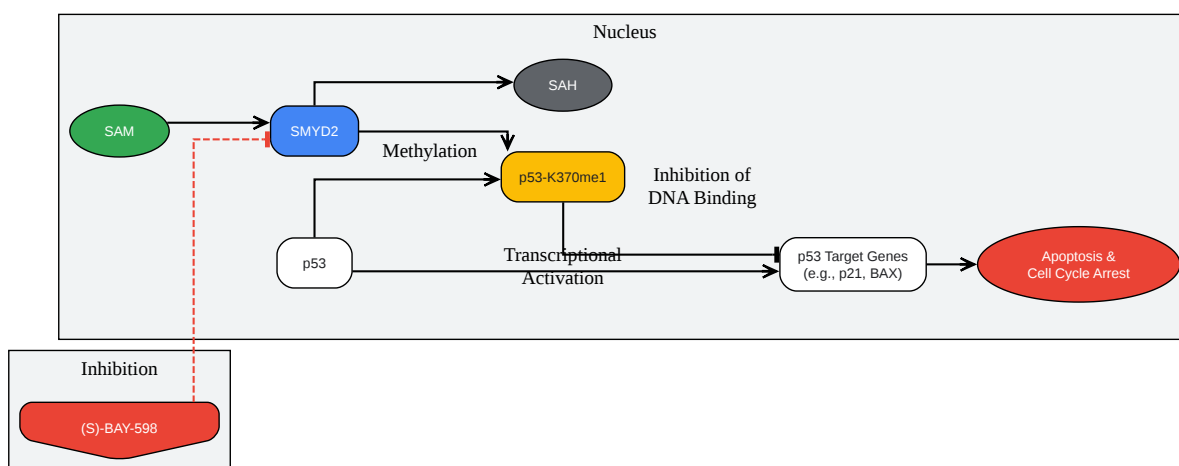 Nucleus
SAH
SAM
SMYD2
Methylation
p53-K370me1
Inhibition of
DNA Binding
p53
Transcriptional
Activation
p53 Target Genes
(e.g., p21, BAX)
Apoptosis &
Cell Cycle Arrest
Inhibition
(S)-BAY-598